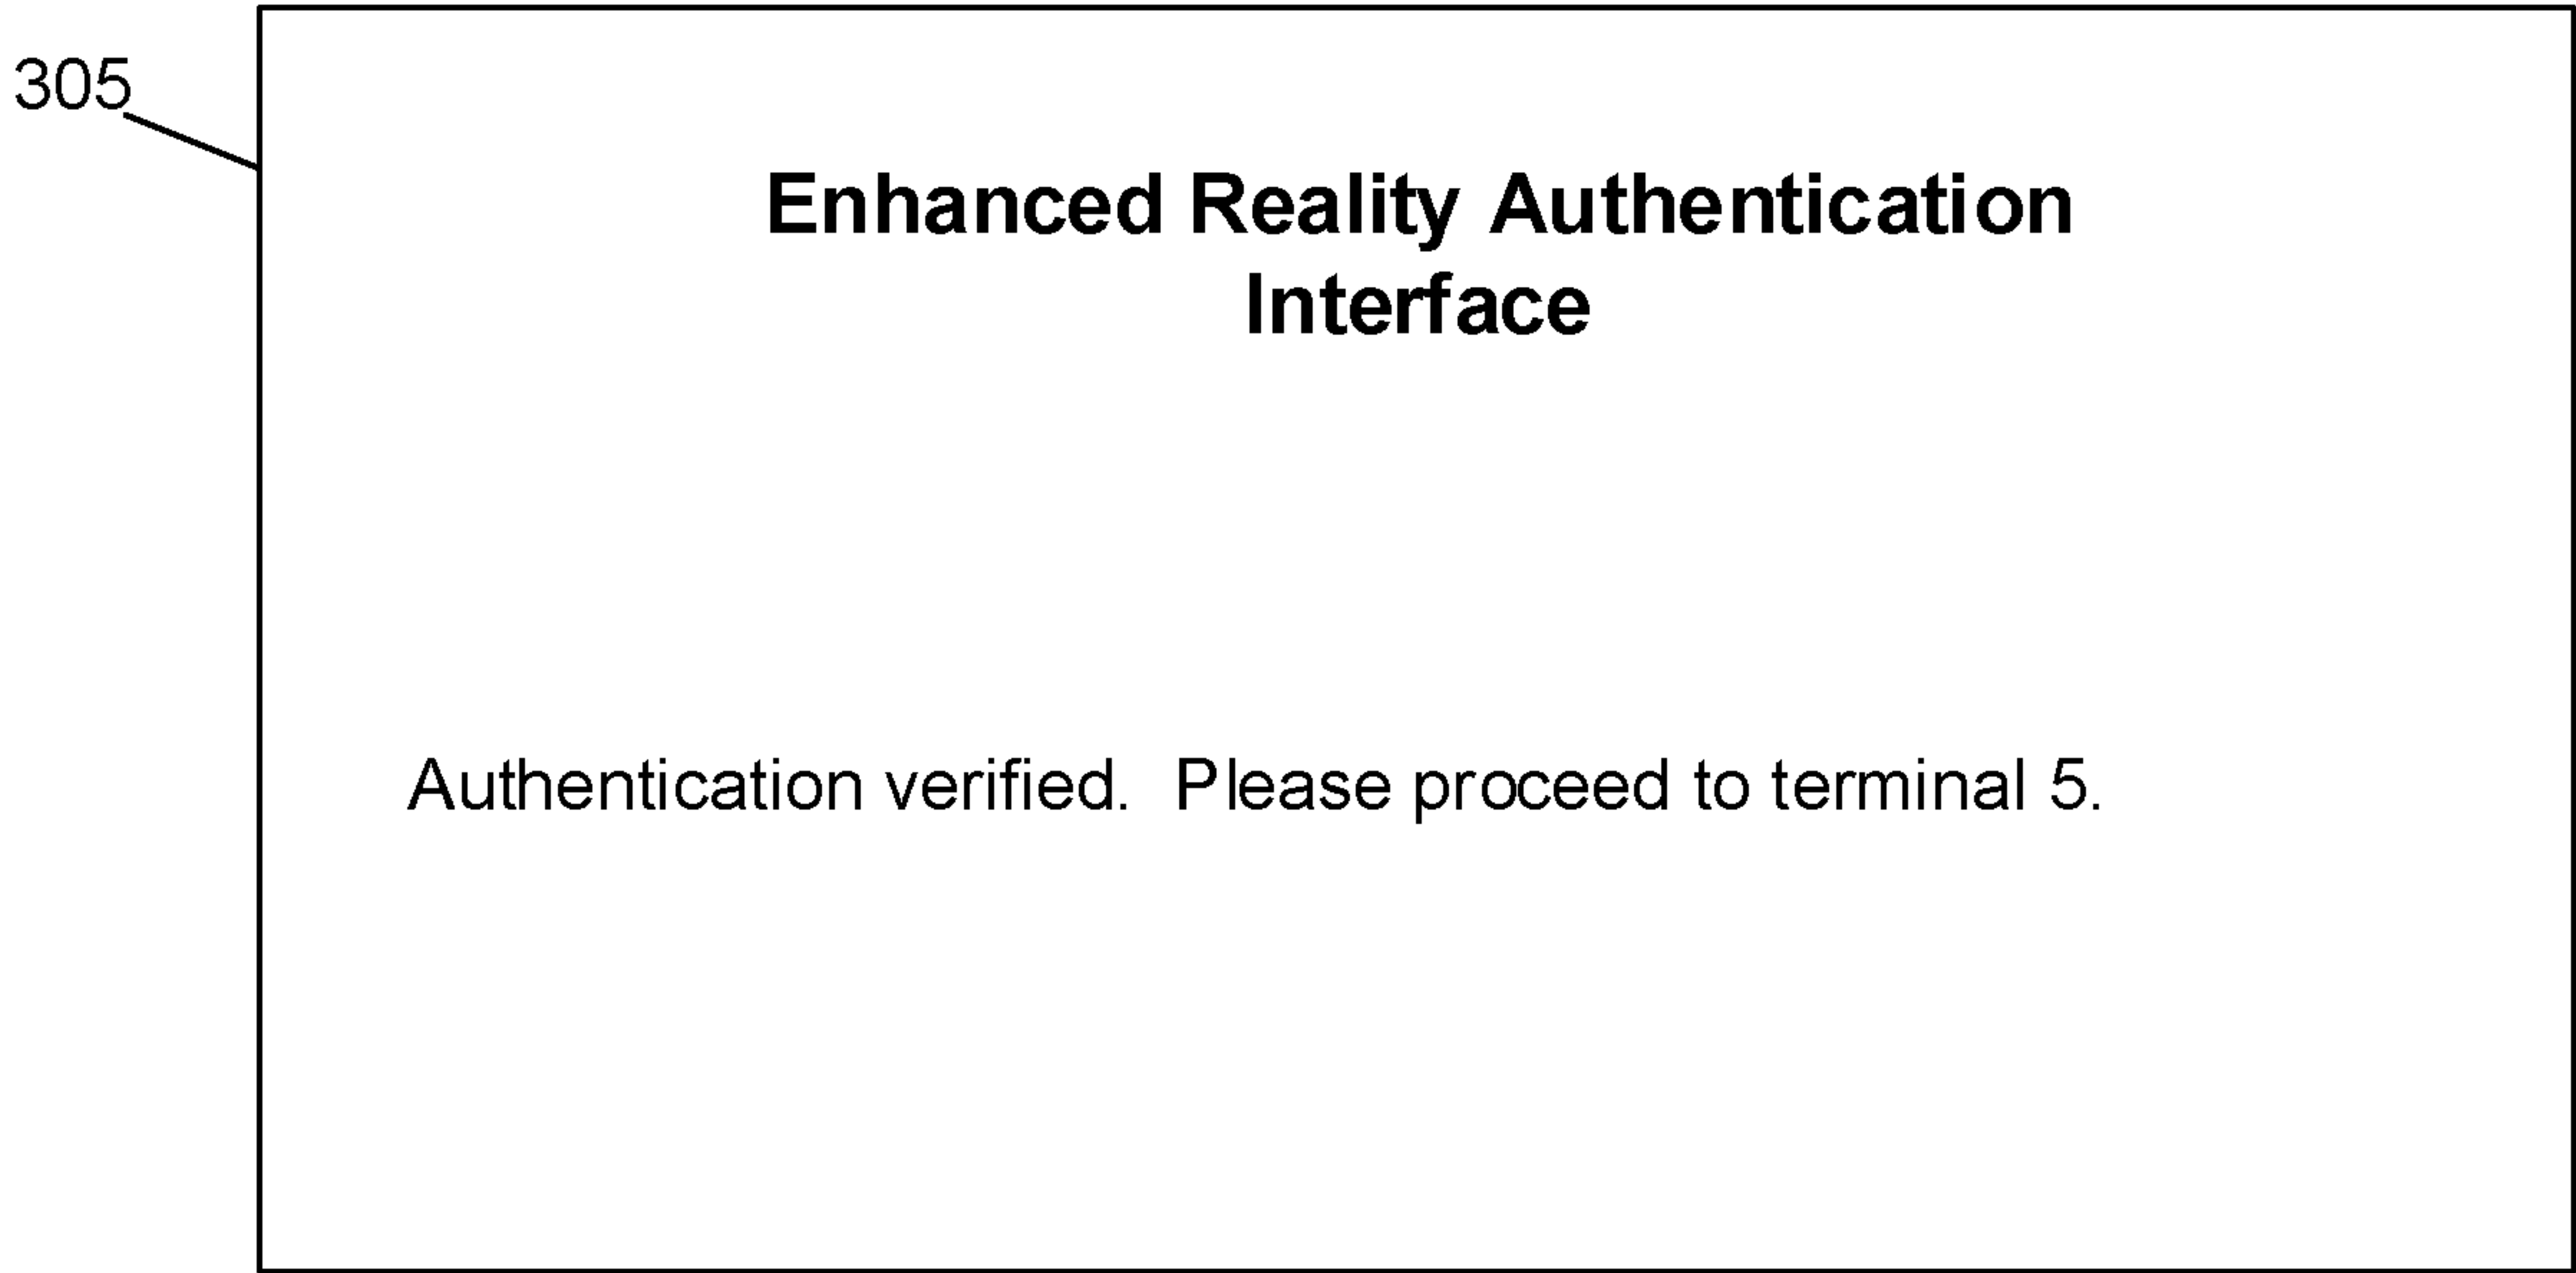 305
Enhanced Reality Authentication
Interface
Authentication verified.  Please proceed to terminal 5.